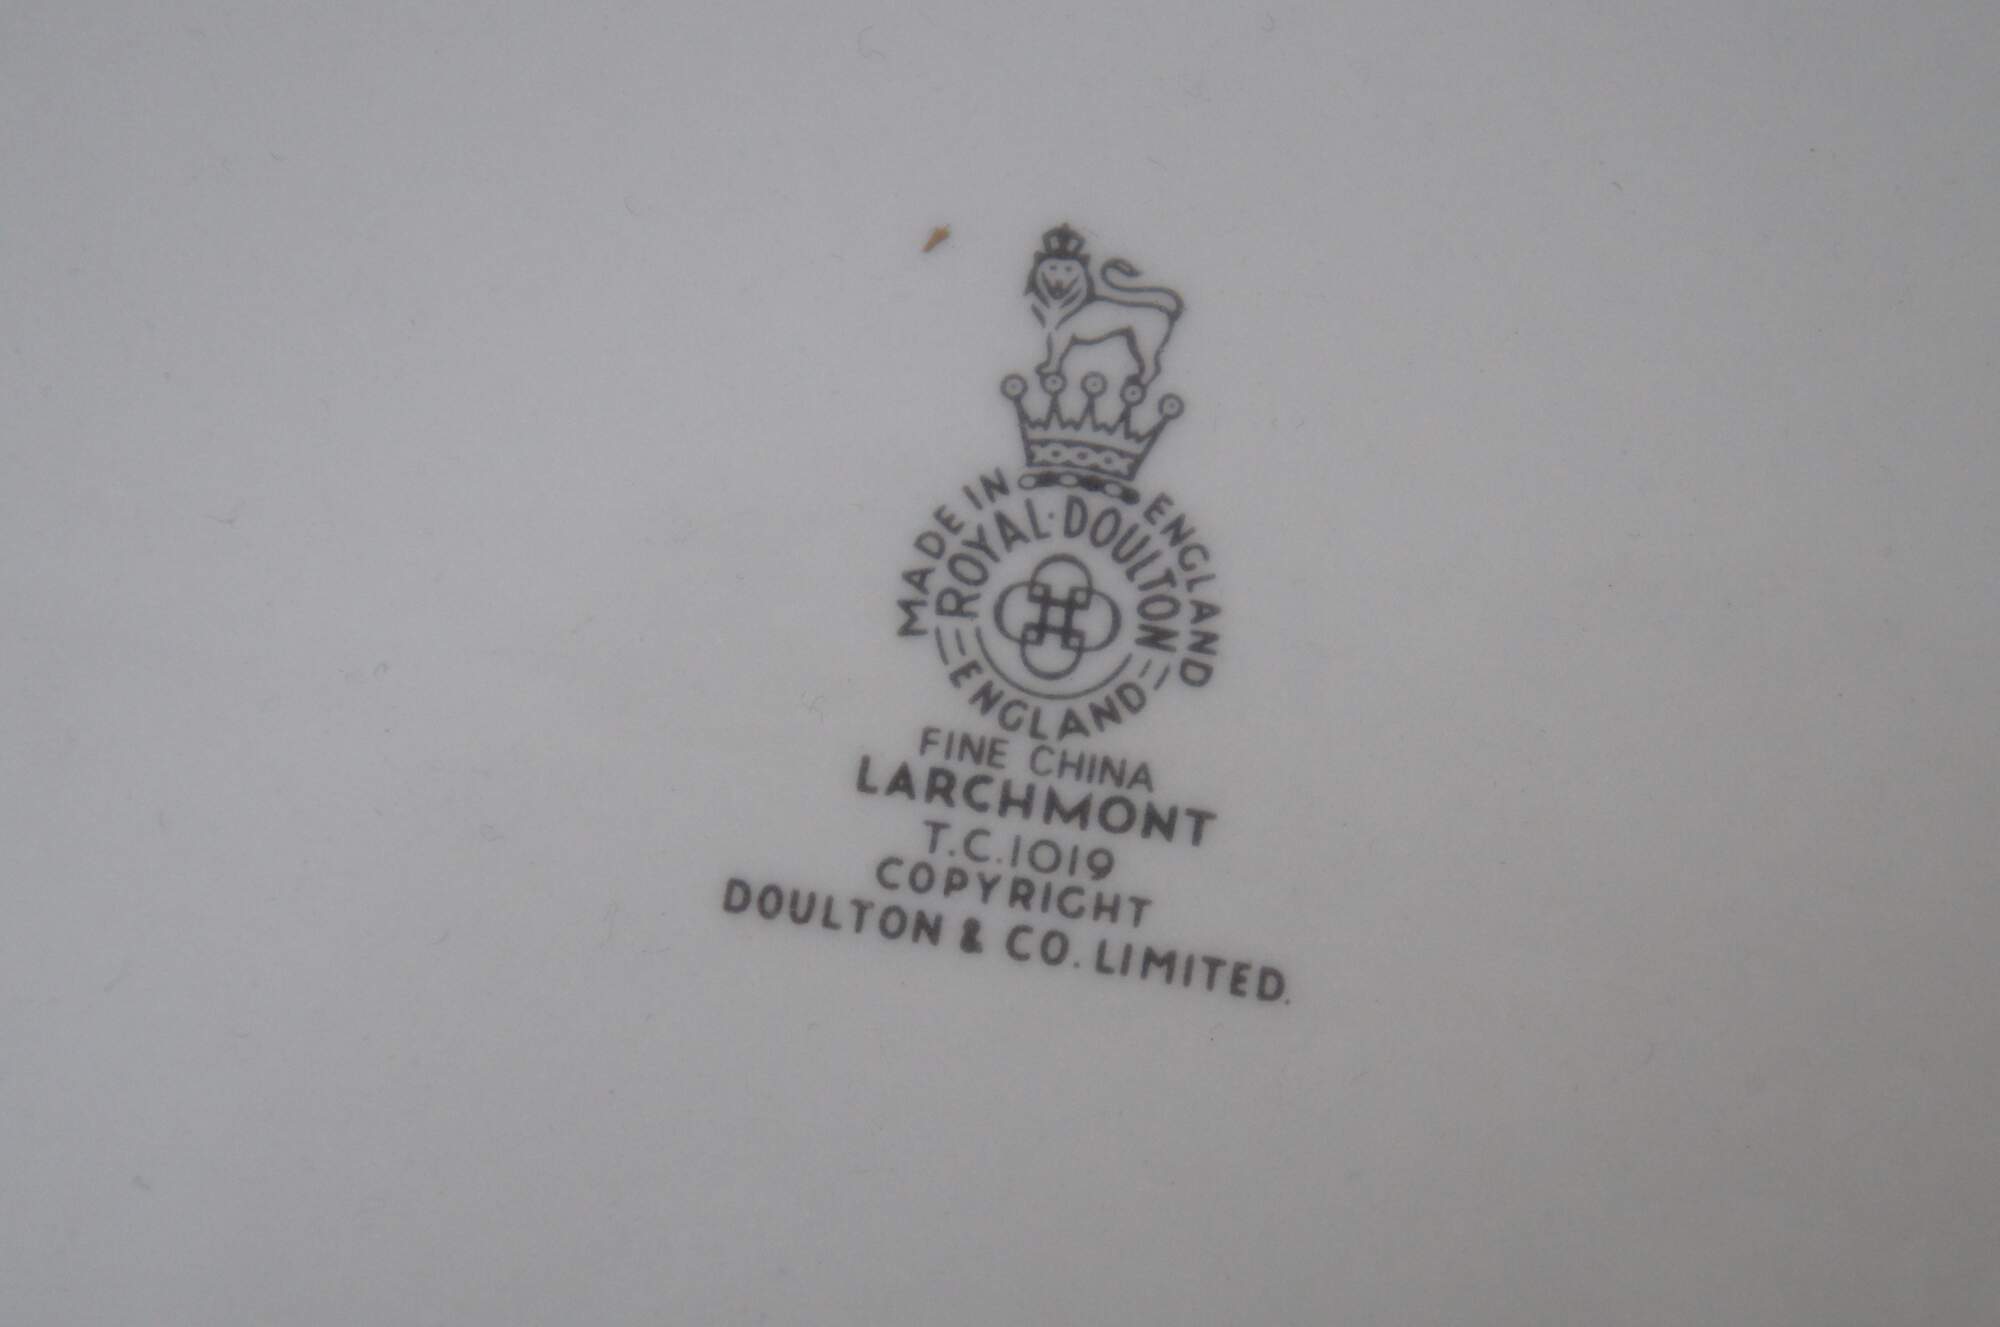 MADE IN ENGLAND
ROYAL·DOULTON
ENGLAND
FINE CHINA
LARCHMONT
T.C.1019
COPYRIGHT
DOULTON & CO. LIMITED.